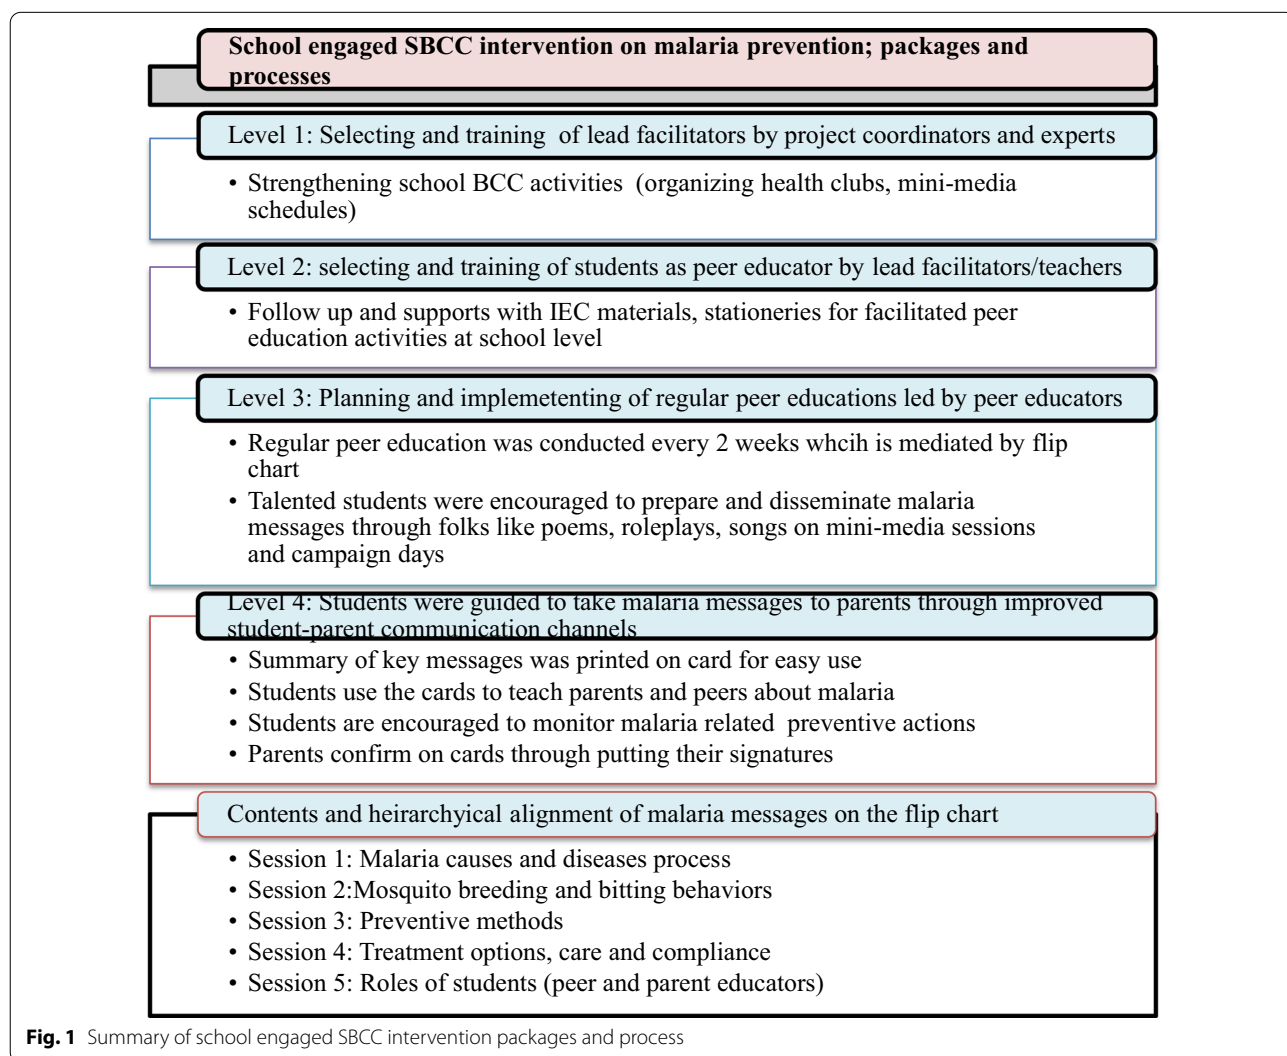 School engaged SBCC intervention on malaria prevention; packages and
processes
Level 1: Selecting and training of lead facilitators by project coordinators and experts
• Strengthening school BCC activities (organizing health clubs, mini-media
schedules)
Level 2: selecting and training of students as peer educator by lead facilitators/teachers
• Follow up and supports with IEC materials, stationeries for facilitated peer
education activities at school level
Level 3: Planning and implemetenting of regular peer educations led by peer educators
• Regular peer education was conducted every 2 weeks whcih is mediated by flip
chart
• Talented students were encouraged to prepare and disseminate malaria
messages through folks like poems, roleplays, songs on mini-media sessions
and campaign days
Level 4: Students were guided to take malaria messages to parents through improved
student-parent communication channels
• Summary of key messages was printed on card for easy use
• Students use the cards to teach parents and peers about malaria
• Students are encouraged to monitor malaria related preventive actions
• Parents confirm on cards through putting their signatures
Contents and heirarchyical alignment of malaria messages on the flip chart
• Session 1: Malaria causes and diseases process
• Session 2:Mosquito breeding and bitting behaviors
• Session 3: Preventive methods
• Session 4: Treatment options, care and compliance
• Session 5: Roles of students (peer and parent educators)
Fig. 1 Summary of school engaged SBCC intervention packages and process